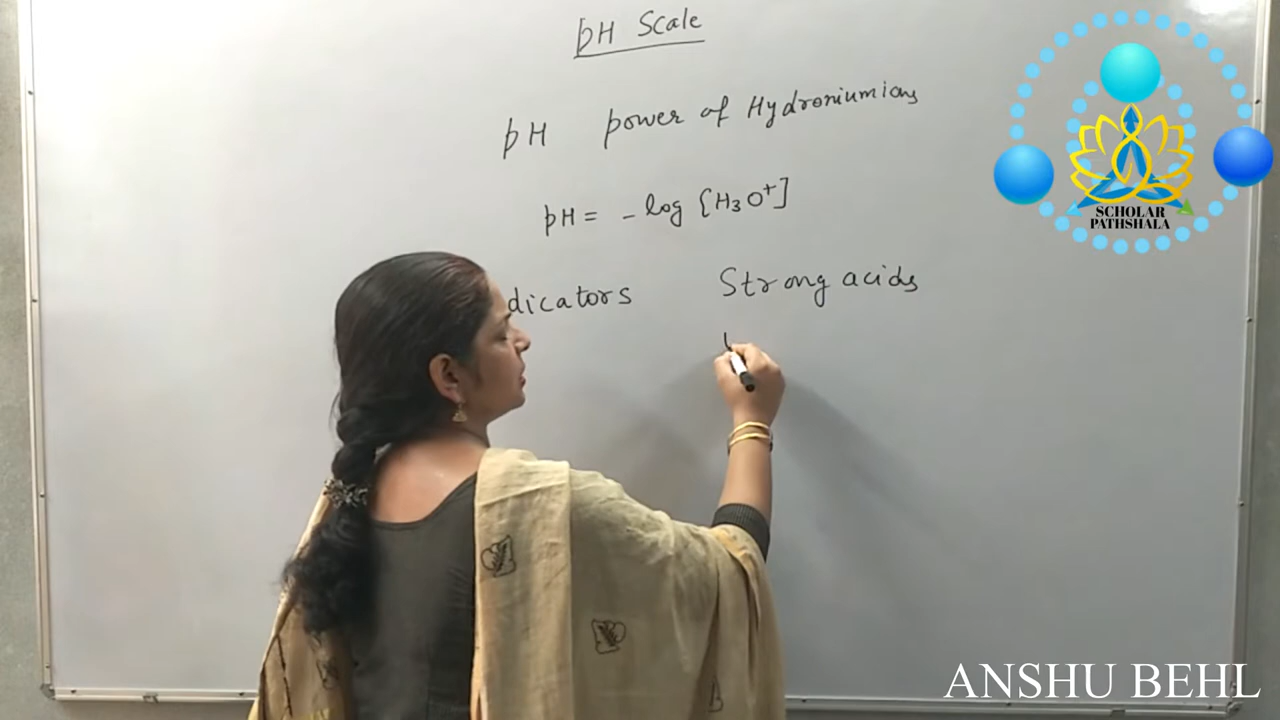 pH Scale
pH power of Hydronium ions
pH = - log [H₃O⁺]
dicators Strong acids
SCHOLAR
PATHSHALA
ANSHU BEHL